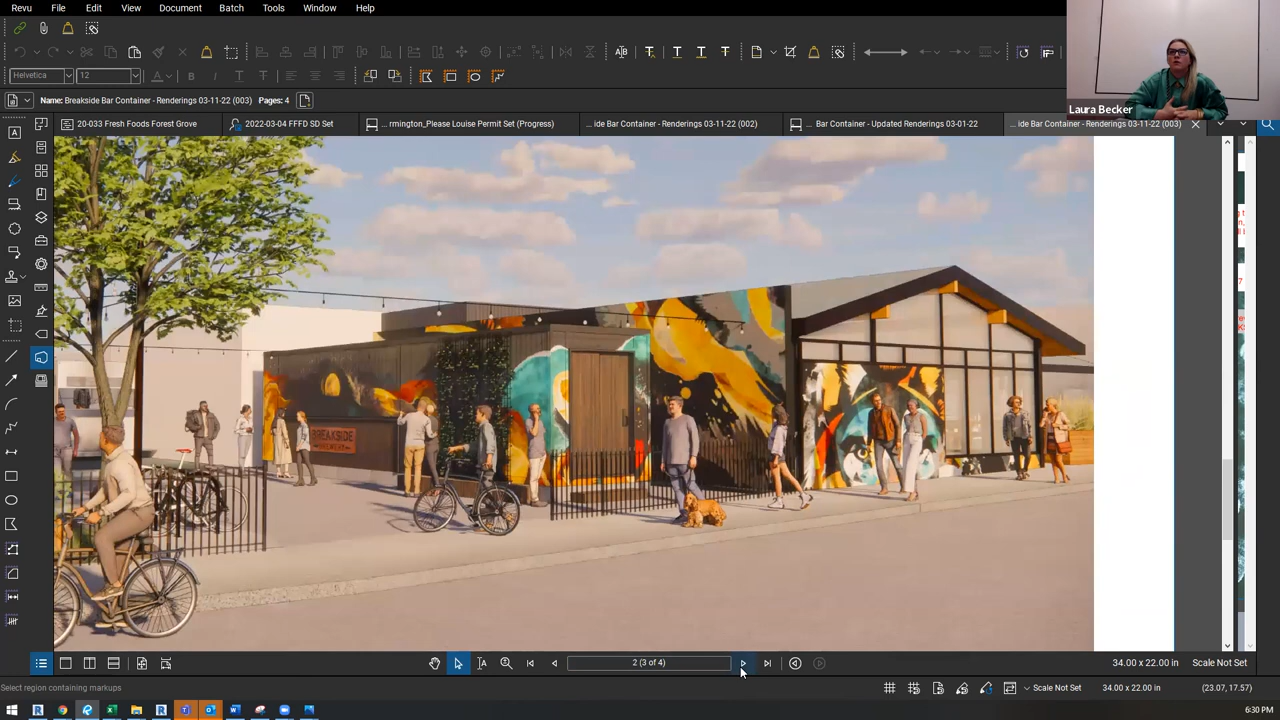 Revu File Edit View Document Batch Tools Window Help
Laura Becker
Helvetica 12
Name: Breakside Bar Container - Renderings 03-11-22 (003) Pages: 4
20-033 Fresh Foods Forest Grove
2022-03-04 FFFD SD Set
... rmington_Please Louise Permit Set (Progress)
... ide Bar Container - Renderings 03-11-22 (002)
... Bar Container - Updated Renderings 03-01-22
... ide Bar Container - Renderings 03-11-22 (003)
BREAKSIDE
BREWERY
2 (3 of 4)
34.00 x 22.00 in Scale Not Set
Select region containing markups
Scale Not Set 34.00 x 22.00 in (23.07, 17.57)
6:30 PM